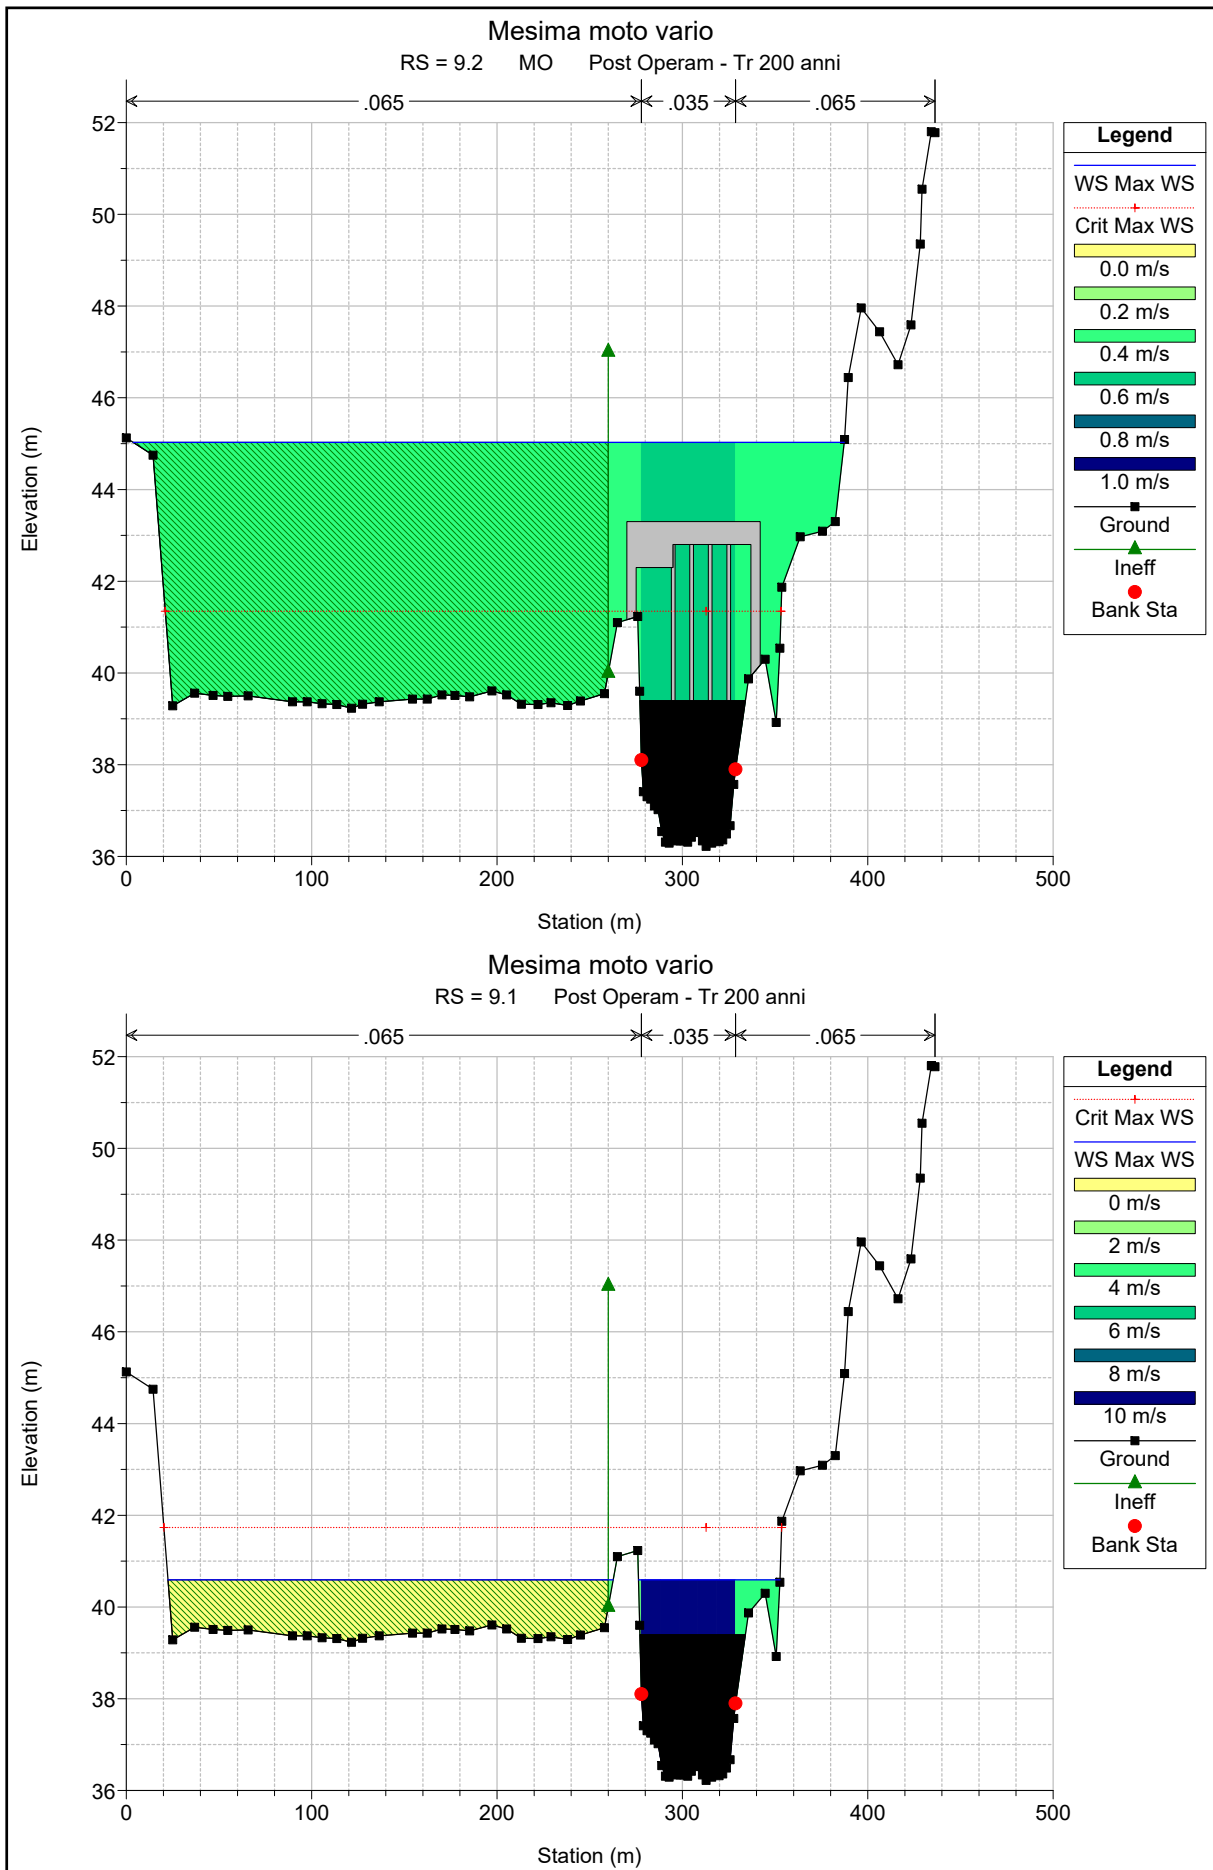 Mesima moto vario
RS = 9.2 MO Post Operam - Tr 200 anni
.065 .035 .065
52
50
48
46
44
42
40
38
36
Elevation (m)
0 100 200 300 400 500
Station (m)
Legend
WS Max WS
Crit Max WS
0.0 m/s
0.2 m/s
0.4 m/s
0.6 m/s
0.8 m/s
1.0 m/s
Ground
Ineff
Bank Sta
Mesima moto vario
RS = 9.1 Post Operam - Tr 200 anni
.065 .035 .065
52
50
48
46
44
42
40
38
36
Elevation (m)
0 100 200 300 400 500
Station (m)
Legend
Crit Max WS
WS Max WS
0 m/s
2 m/s
4 m/s
6 m/s
8 m/s
10 m/s
Ground
Ineff
Bank Sta